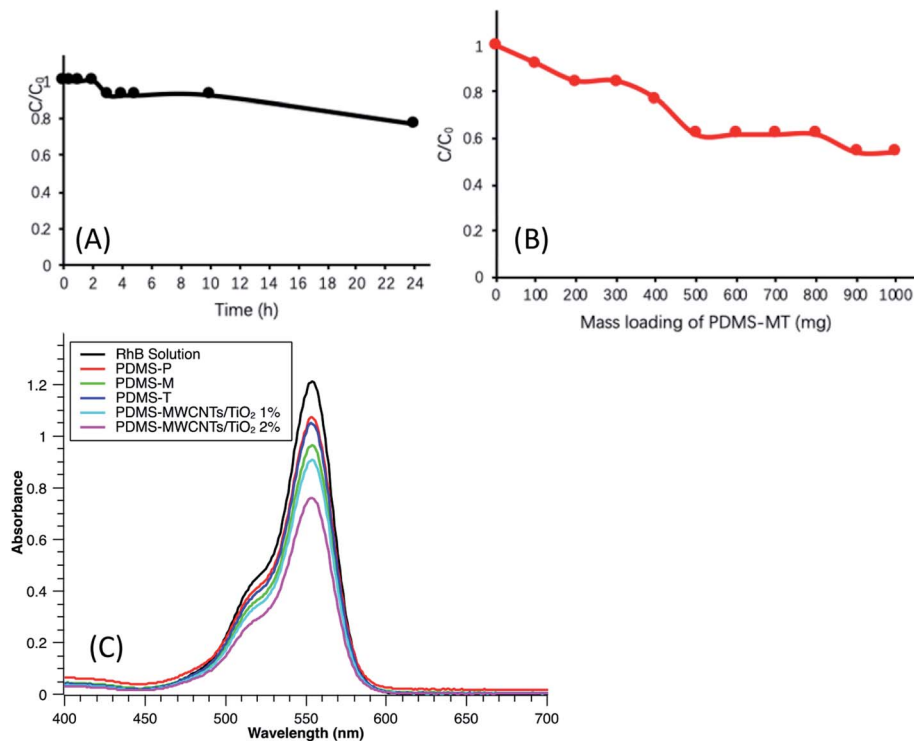 C/C₀
1
0.8
0.6
0.4
0.2
0
(A)
0 2 4 6 8 10 12 14 16 18 20 22 24
Time (h)
C/C₀
1
0.8
0.6
0.4
0.2
0
(B)
0 100 200 300 400 500 600 700 800 900 1000
Mass loading of PDMS-MT (mg)
RhB Solution
PDMS-P
PDMS-M
PDMS-T
PDMS-MWCNTs/TiO₂ 1%
PDMS-MWCNTs/TiO₂ 2%
Absorbance
1.2
1
0.8
0.6
0.4
0.2
0
(C)
400 450 500 550 600 650 700
Wavelength (nm)